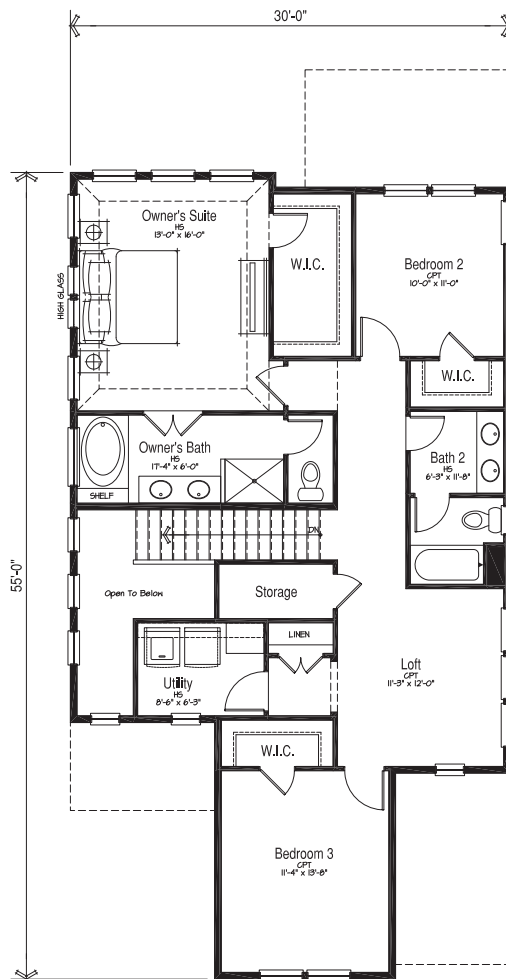 30'-0"
55'-0"
Owner's Suite
HS
13'-0" x 16'-0"
HIGH GLASS
W.I.C.
Bedroom 2
CPT
10'-0" x 11'-0"
W.I.C.
Owner's Bath
HS
17'-4" x 6'-0"
SHELF
Bath 2
HS
6'-3" x 11'-8"
DN
Open To Below
Storage
LINEN
Utility
HS
8'-6" x 6'-3"
Loft
CPT
11'-3" x 12'-0"
W.I.C.
Bedroom 3
CPT
11'-4" x 13'-8"